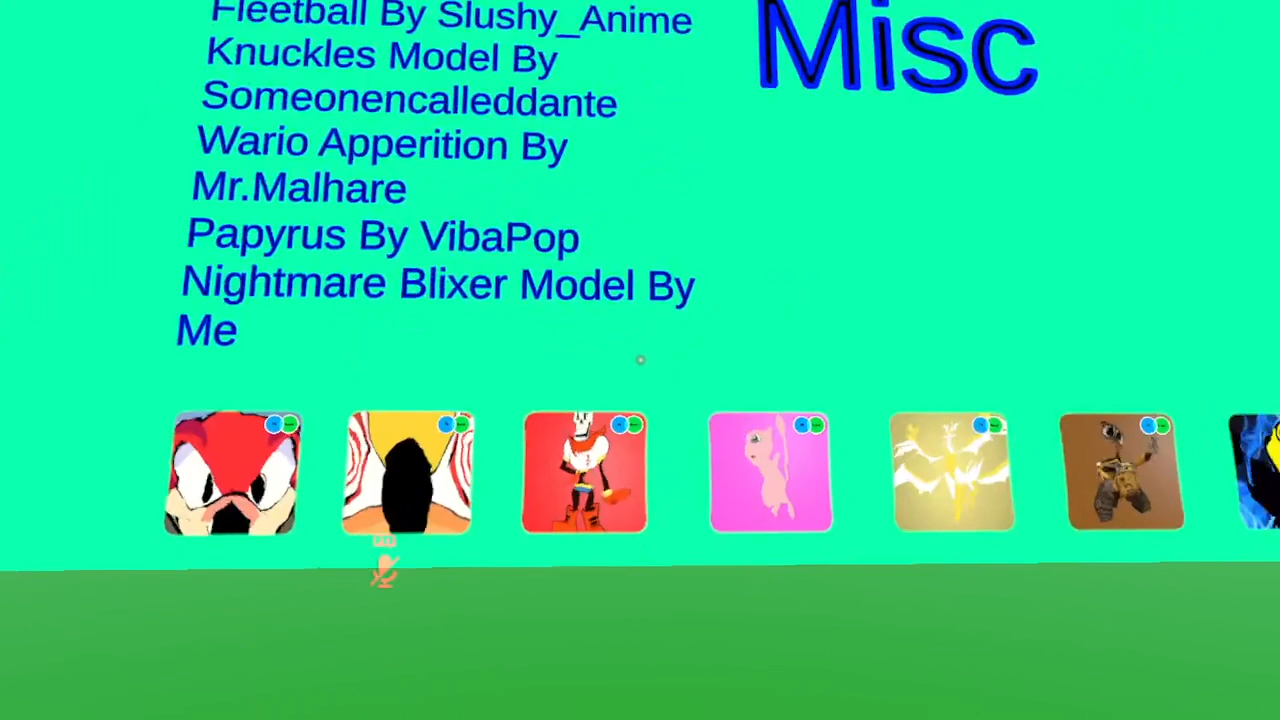 Fleetball By Slushy_Anime
Knuckles Model By
Someonencalleddante
Wario Apperition By
Mr.Malhare
Papyrus By VibaPop
Nightmare Blixer Model By
Me
Misc